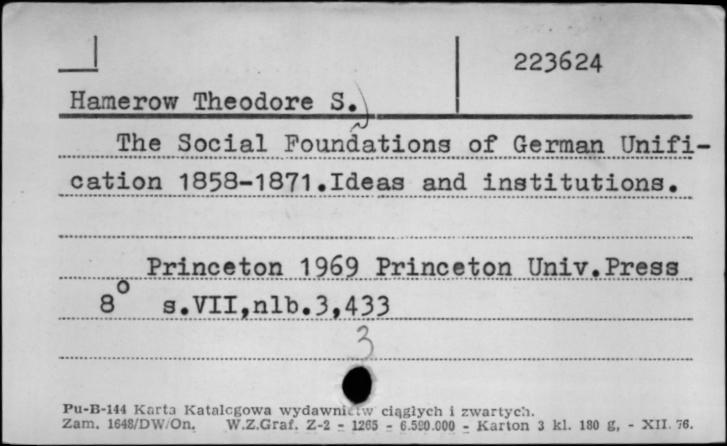 223624
Hamerow Theodore S.
The Social Foundations of German Unifi-
cation 1858-1871.Ideas and institutions.
Princeton 1969 Princeton Univ.Press
8° s.VII,nlb.3,433
3
Pu-B-144 Karta Katalogowa wydawnictw ciągłych i zwartych.
Zam. 1648/DW/On. W.Z.Graf. Z-2 - 1265 - 6.500.000 - Karton 3 kl. 180 g, - XII. 76.